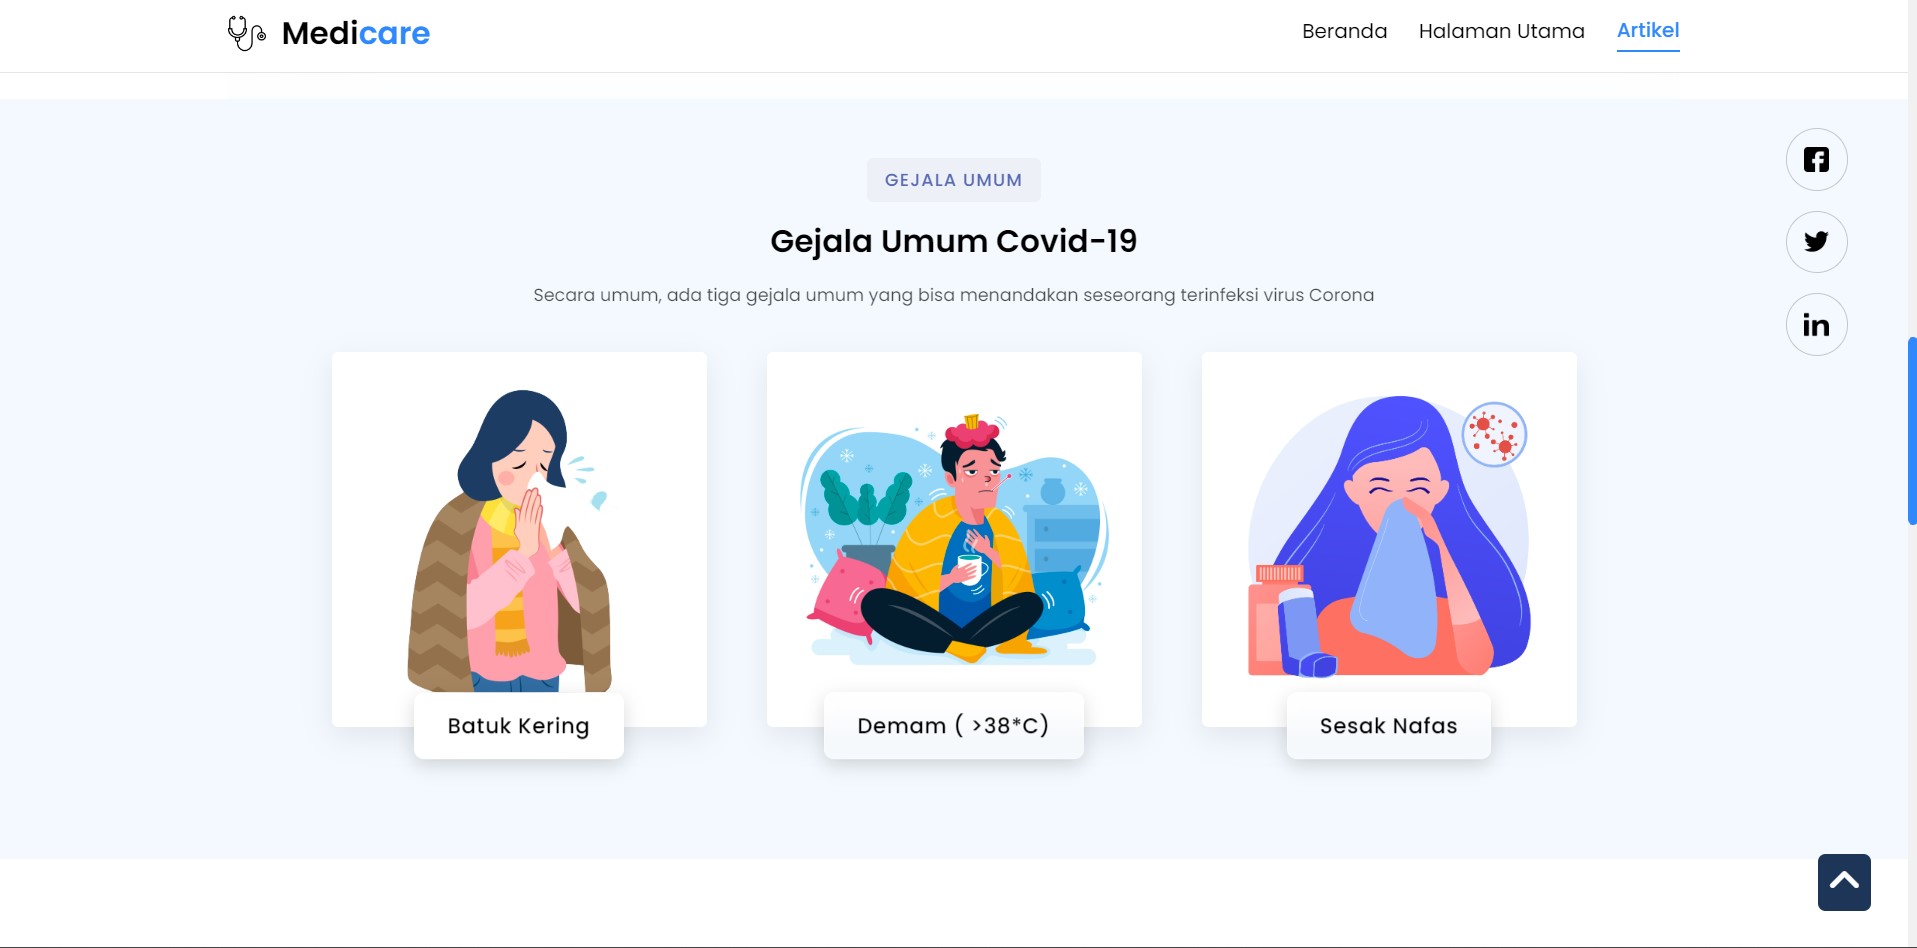 Medicare
Beranda Halaman Utama Artikel
GEJALA UMUM
Gejala Umum Covid-19
Secara umum, ada tiga gejala umum yang bisa menandakan seseorang terinfeksi virus Corona
Batuk Kering
Demam ( >38*C)
Sesak Nafas